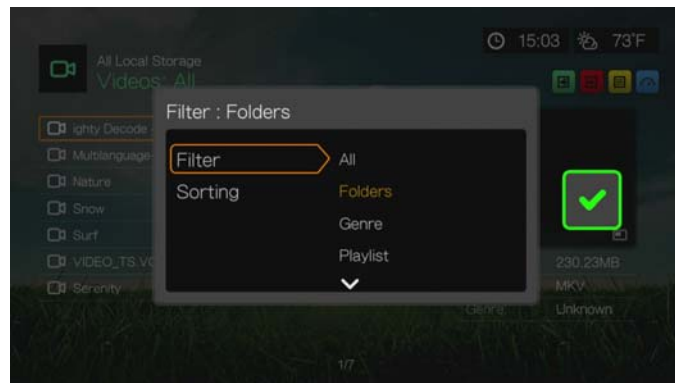 15:03 73°F
All Local Storage
Videos: All
Filter : Folders
Filter
Sorting
All
Folders
Genre
Playlist
ighty Decode
Multilanguage-
Nature
Snow
Surf
VIDEO_TS.VO
Serenity
230.23MB
MKV
Genre: Unknown
1/7